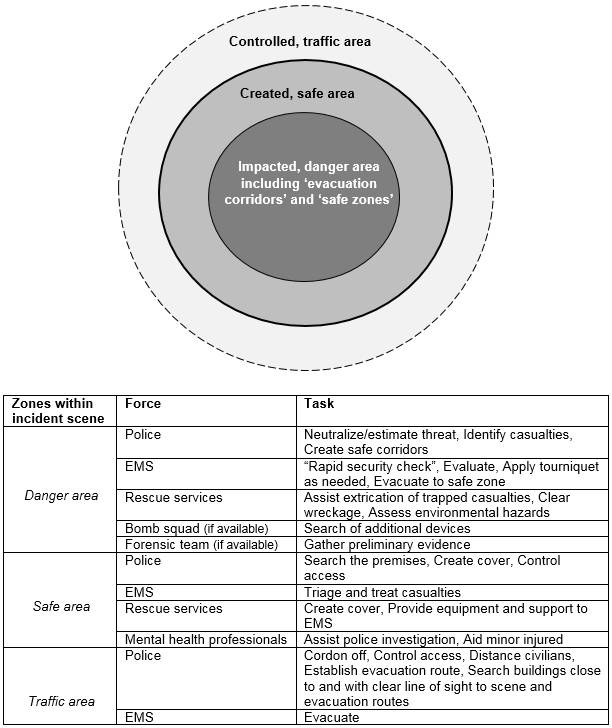 Controlled, traffic area
Created, safe area
Impacted, danger area
including ‘evacuation
corridors’ and ‘safe zones’
Zones within
incident scene
Force
Task
Danger area
Police
Neutralize/estimate threat, Identify casualties,
Create safe corridors
EMS
“Rapid security check”, Evaluate, Apply tourniquet
as needed, Evacuate to safe zone
Rescue services
Assist extrication of trapped casualties, Clear
wreckage, Assess environmental hazards
Bomb squad (if available)
Search of additional devices
Forensic team (if available)
Gather preliminary evidence
Safe area
Police
Search the premises, Create cover, Control
access
EMS
Triage and treat casualties
Rescue services
Create cover, Provide equipment and support to
EMS
Mental health professionals
Assist police investigation, Aid minor injured
Traffic area
Police
Cordon off, Control access, Distance civilians,
Establish evacuation route, Search buildings close
to and with clear line of sight to scene and
evacuation routes
EMS
Evacuate